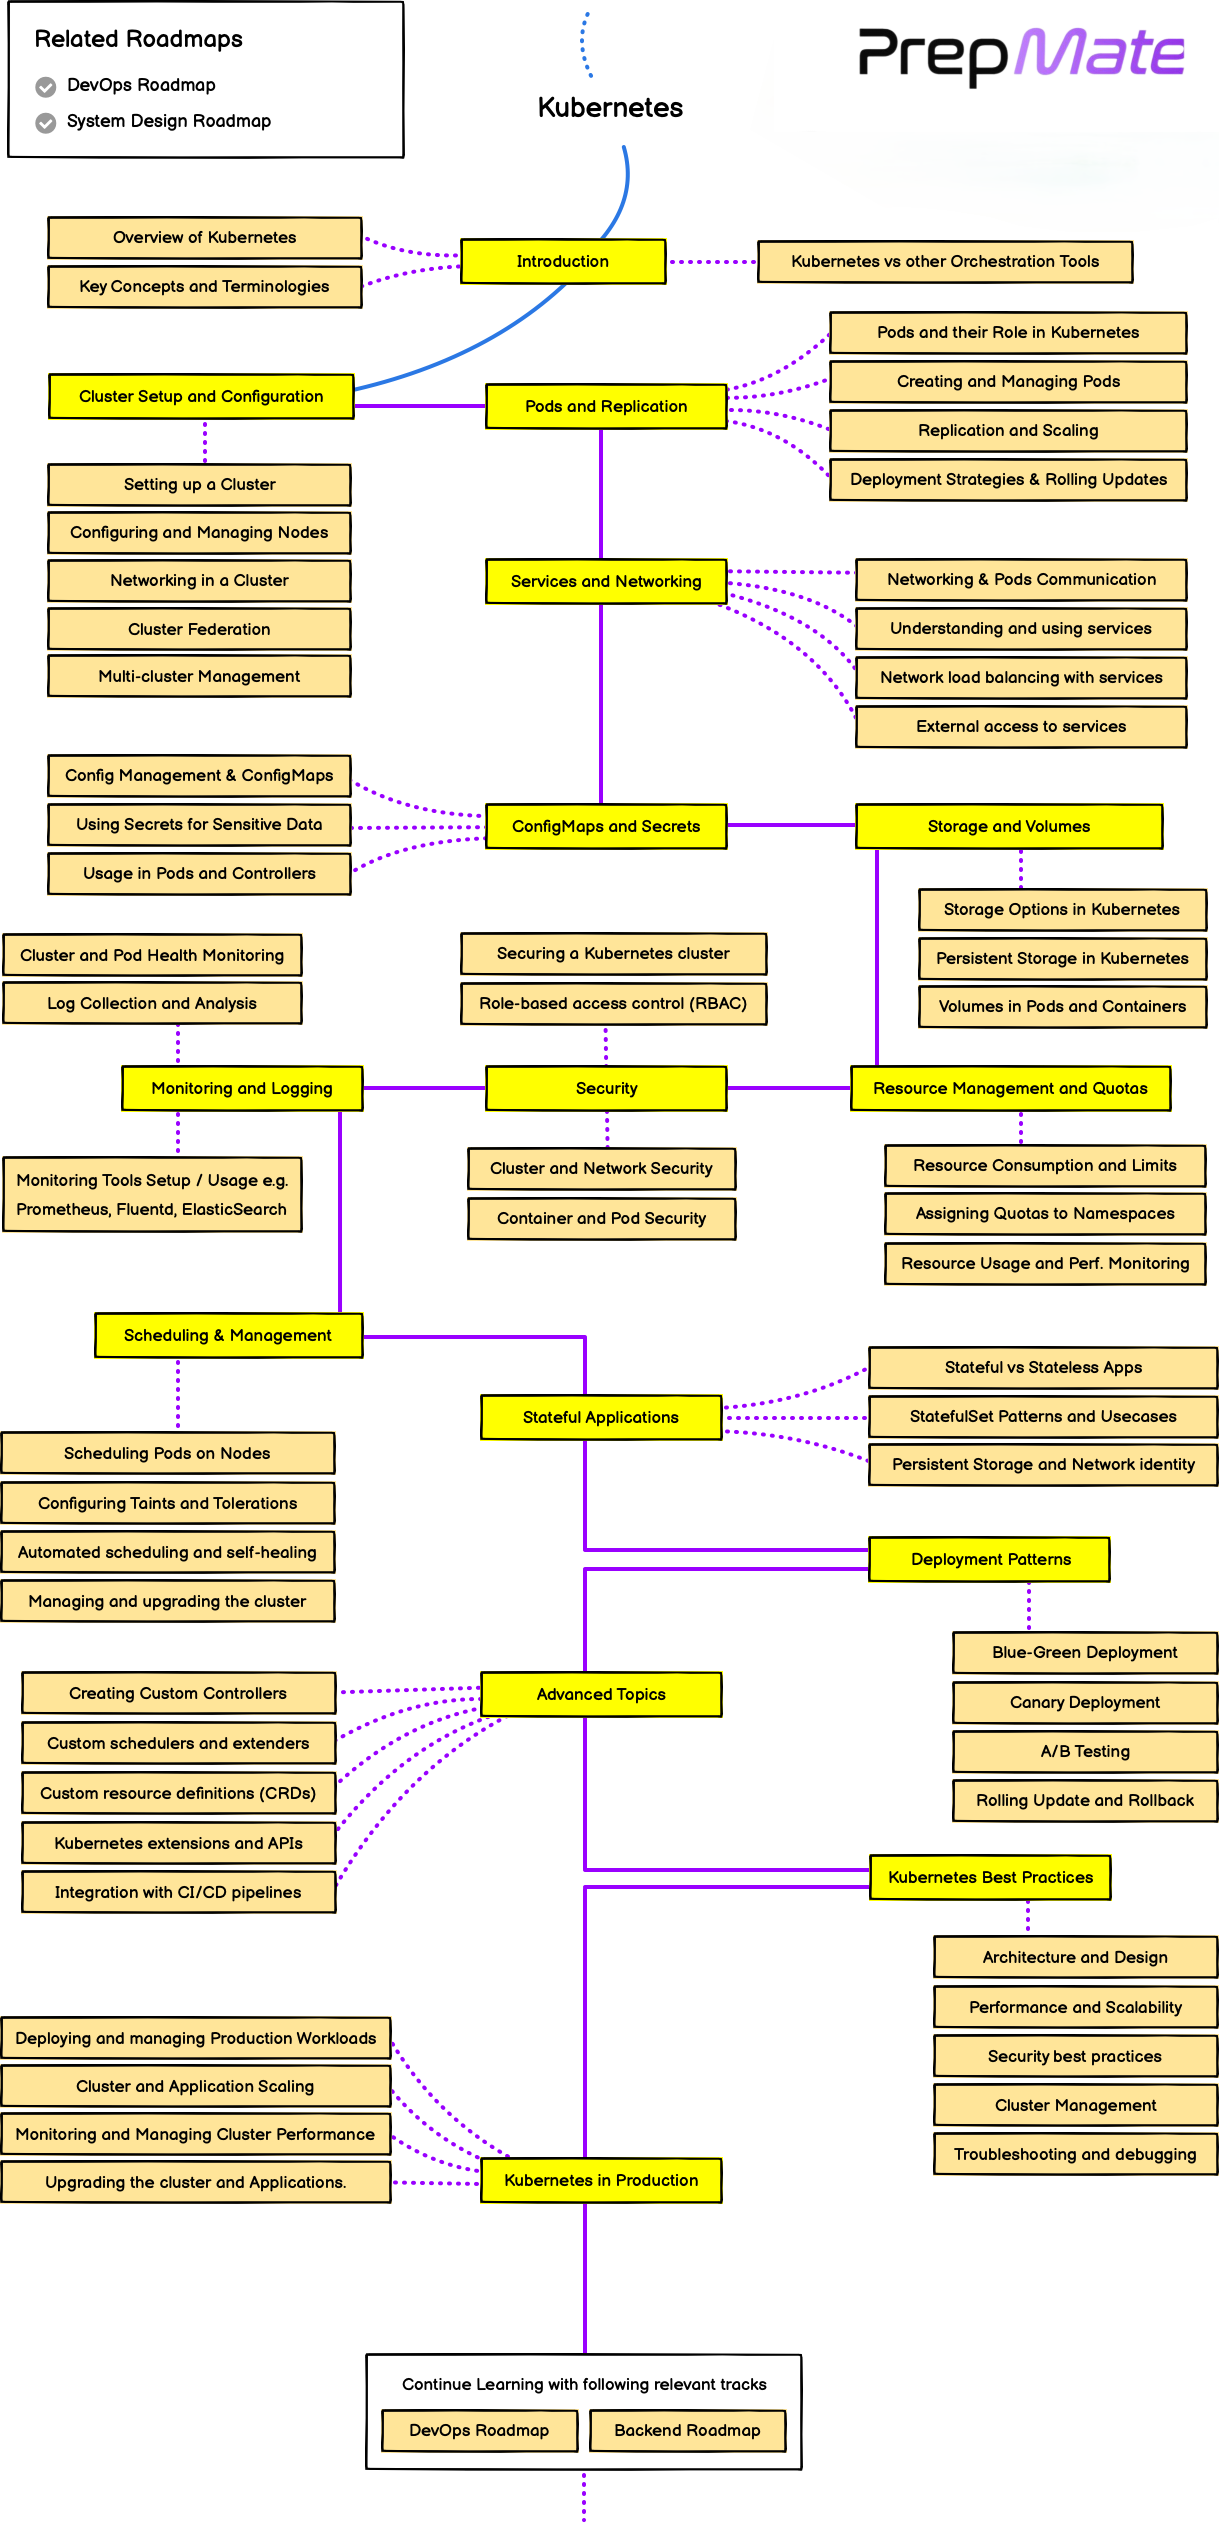 Related Roadmaps
DevOps Roadmap
System Design Roadmap
Kubernetes
PrepMate
Overview of Kubernetes
Key Concepts and Terminologies
Introduction
Kubernetes vs other Orchestration Tools
Cluster Setup and Configuration
Pods and Replication
Pods and their Role in Kubernetes
Creating and Managing Pods
Replication and Scaling
Deployment Strategies & Rolling Updates
Setting up a Cluster
Configuring and Managing Nodes
Networking in a Cluster
Cluster Federation
Multi-cluster Management
Services and Networking
Networking & Pods Communication
Understanding and using services
Network load balancing with services
External access to services
Config Management & ConfigMaps
Using Secrets for Sensitive Data
Usage in Pods and Controllers
ConfigMaps and Secrets
Storage and Volumes
Storage Options in Kubernetes
Persistent Storage in Kubernetes
Volumes in Pods and Containers
Cluster and Pod Health Monitoring
Log Collection and Analysis
Securing a Kubernetes cluster
Role-based access control (RBAC)
Monitoring and Logging
Security
Resource Management and Quotas
Monitoring Tools Setup / Usage e.g.
Prometheus, Fluentd, ElasticSearch
Cluster and Network Security
Container and Pod Security
Resource Consumption and Limits
Assigning Quotas to Namespaces
Resource Usage and Perf. Monitoring
Scheduling & Management
Stateful Applications
Stateful vs Stateless Apps
StatefulSet Patterns and Usecases
Persistent Storage and Network identity
Scheduling Pods on Nodes
Configuring Taints and Tolerations
Automated scheduling and self-healing
Managing and upgrading the cluster
Deployment Patterns
Blue-Green Deployment
Canary Deployment
A/B Testing
Rolling Update and Rollback
Creating Custom Controllers
Custom schedulers and extenders
Custom resource definitions (CRDs)
Kubernetes extensions and APIs
Integration with CI/CD pipelines
Advanced Topics
Kubernetes Best Practices
Architecture and Design
Performance and Scalability
Security best practices
Cluster Management
Troubleshooting and debugging
Deploying and managing Production Workloads
Cluster and Application Scaling
Monitoring and Managing Cluster Performance
Upgrading the cluster and Applications.
Kubernetes in Production
Continue Learning with following relevant tracks
DevOps Roadmap
Backend Roadmap